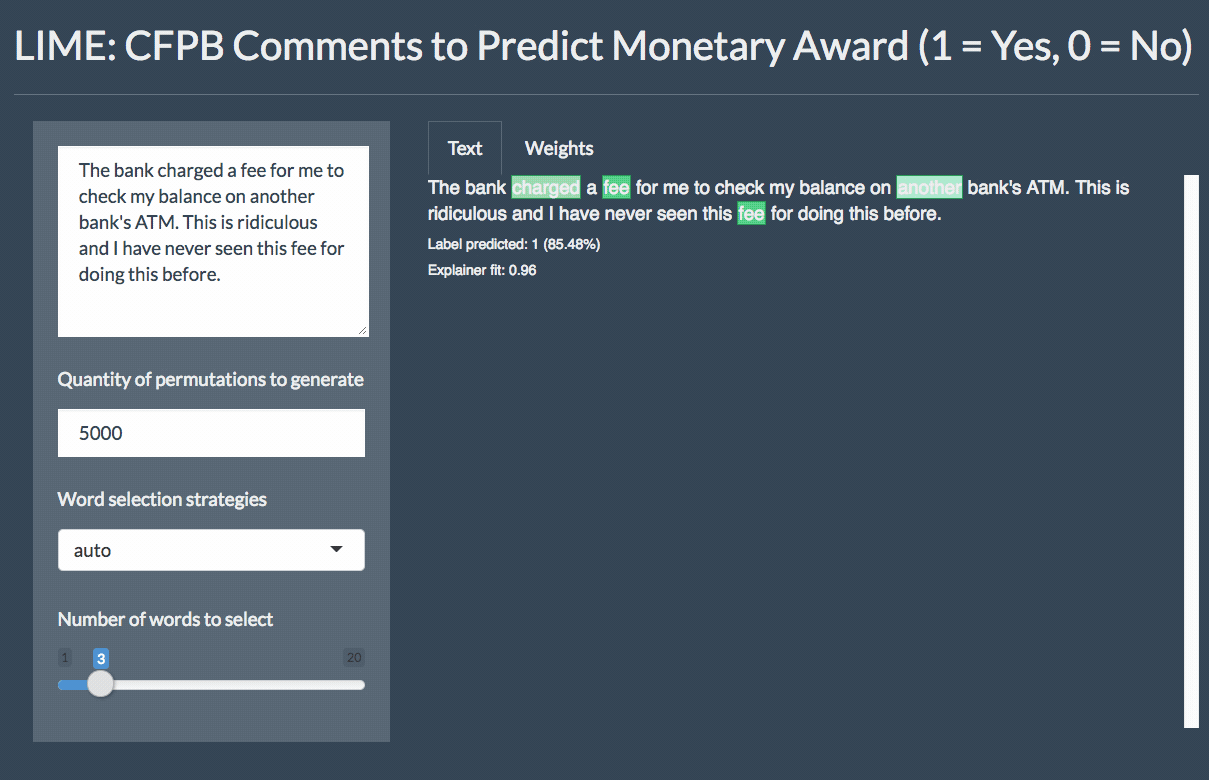 LIME: CFPB Comments to Predict Monetary Award (1 = Yes, 0 = No)
The bank charged a fee for me to
check my balance on another
bank's ATM. This is ridiculous
and I have never seen this fee for
doing this before.
Quantity of permutations to generate
5000
Word selection strategies
auto
Number of words to select
1 3 20
Text Weights
The bank charged a fee for me to check my balance on another bank's ATM. This is
ridiculous and I have never seen this fee for doing this before.
Label predicted: 1 (85.48%)
Explainer fit: 0.96